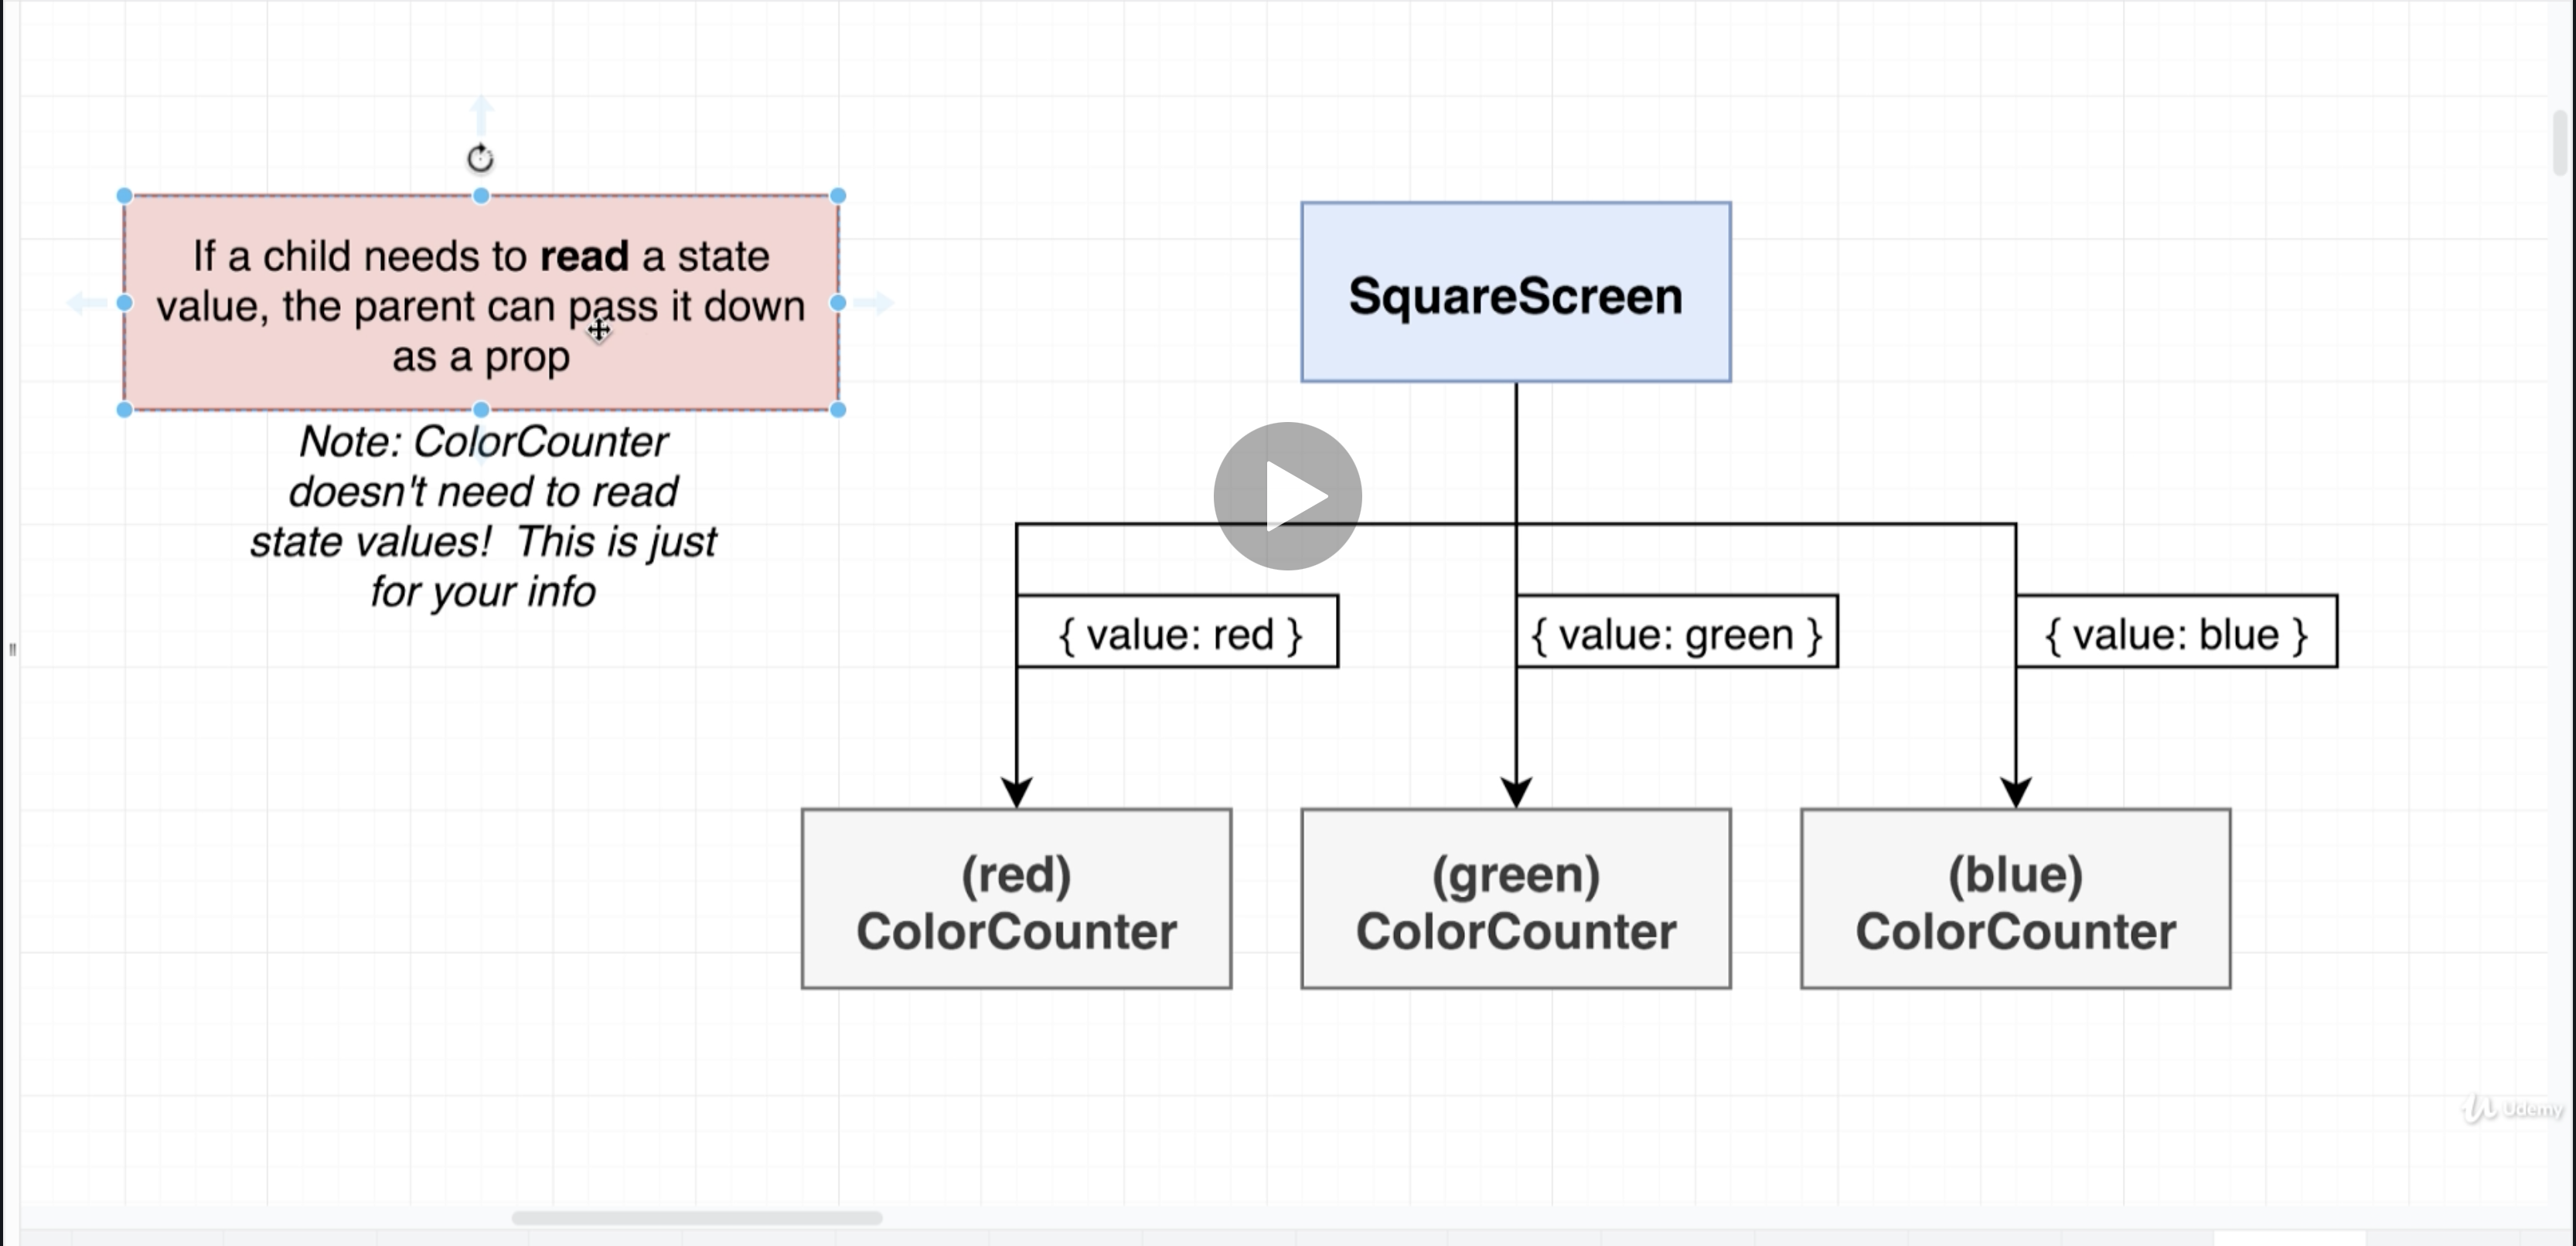 If a child needs to read a state
value, the parent can pass it down
as a prop
Note: ColorCounter
doesn't need to read
state values!  This is just
for your info
SquareScreen
{ value: red }
{ value: green }
{ value: blue }
(red)
ColorCounter
(green)
ColorCounter
(blue)
ColorCounter
Udemy